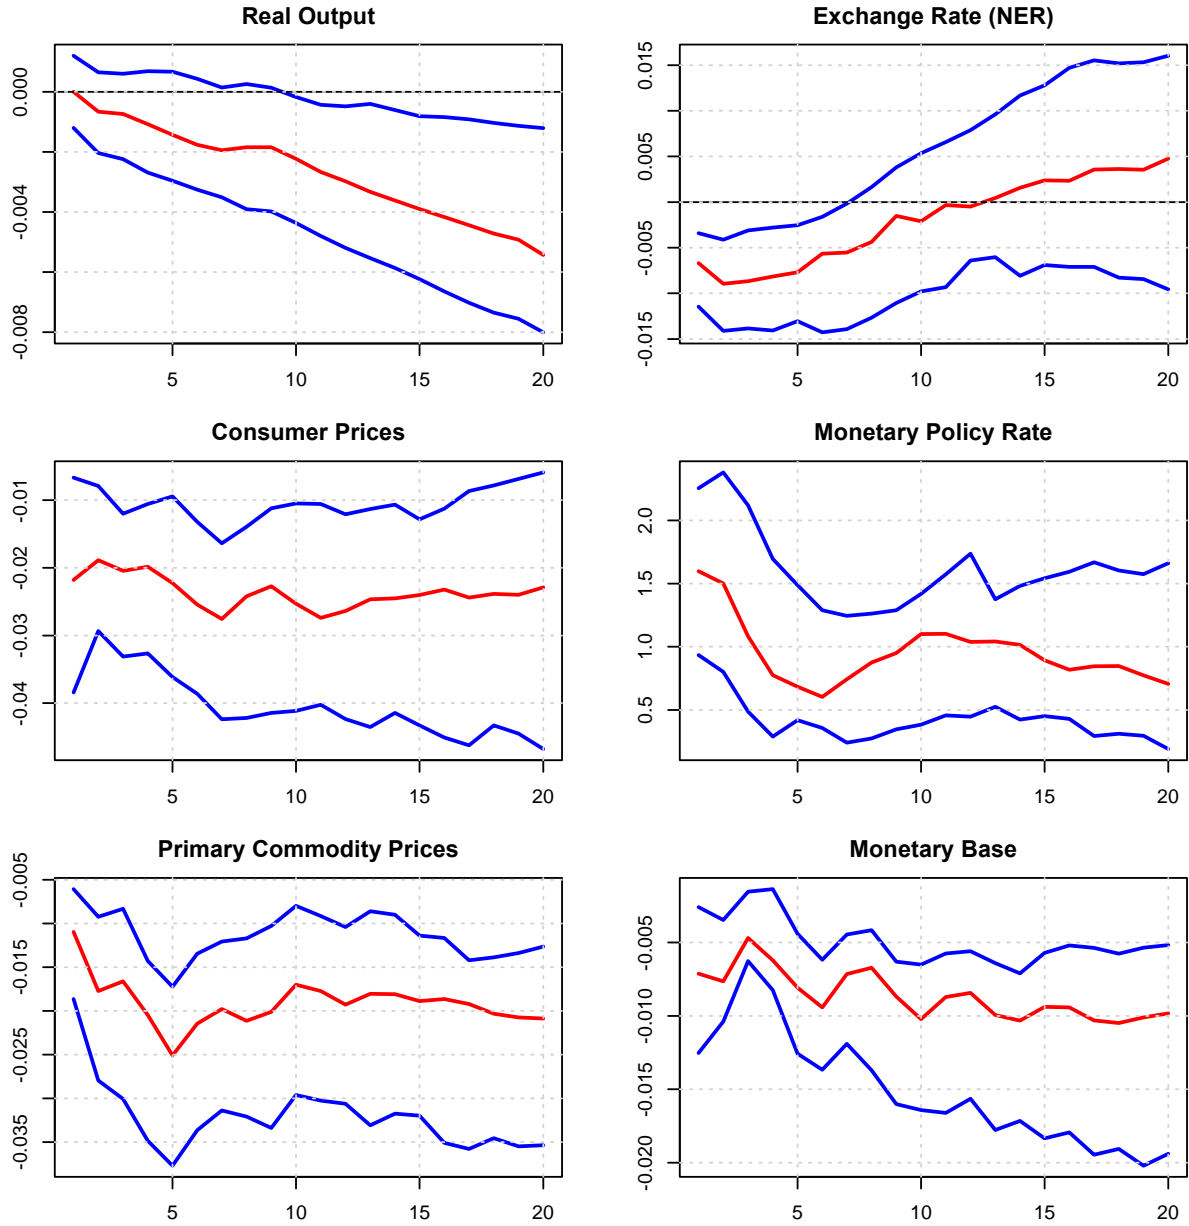 Real Output
0.000
-0.004
-0.008
5 10 15 20
Exchange Rate (NER)
0.015
0.005
-0.005
-0.015
5 10 15 20
Consumer Prices
-0.01
-0.02
-0.03
-0.04
5 10 15 20
Monetary Policy Rate
2.0
1.5
1.0
0.5
5 10 15 20
Primary Commodity Prices
-0.005
-0.015
-0.025
-0.035
5 10 15 20
Monetary Base
-0.005
-0.010
-0.015
-0.020
5 10 15 20